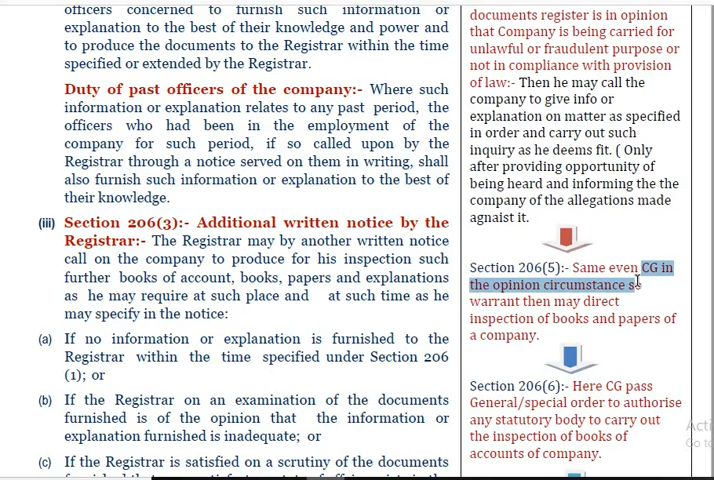 officers concerned to furnish such information or
explanation to the best of their knowledge and power and
to produce the documents to the Registrar within the time
specified or extended by the Registrar.
Duty of past officers of the company:- Where such
information or explanation relates to any past period, the
officers who had been in the employment of the
company for such period, if so called upon by the
Registrar through a notice served on them in writing, shall
also furnish such information or explanation to the best of
their knowledge.
(iii) Section 206(3):- Additional written notice by the
Registrar:- The Registrar may by another written notice
call on the company to produce for his inspection such
further books of account, books, papers and explanations
as he may require at such place and at such time as he
may specify in the notice:
(a) If no information or explanation is furnished to the
Registrar within the time specified under Section 206
(1); or
(b) If the Registrar on an examination of the documents
furnished is of the opinion that the information or
explanation furnished is inadequate; or
(c) If the Registrar is satisfied on a scrutiny of the documents
documents register is in opinion
that Company is being carried for
unlawful or fraudulent purpose or
not in compliance with provision
of law:- Then he may call the
company to give info or
explanation on matter as specified
in order and carry out such
inquiry as he deems fit. ( Only
after providing opportunity of
being heard and informing the the
company of the allegations made
agnaist it.
Section 206(5):- Same even CG in
the opinion circumstance so
warrant then may direct
inspection of books and papers of
a company.
Section 206(6):- Here CG pass
General/special order to authorise
any statutory body to carry out
the inspection of books of
accounts of company.